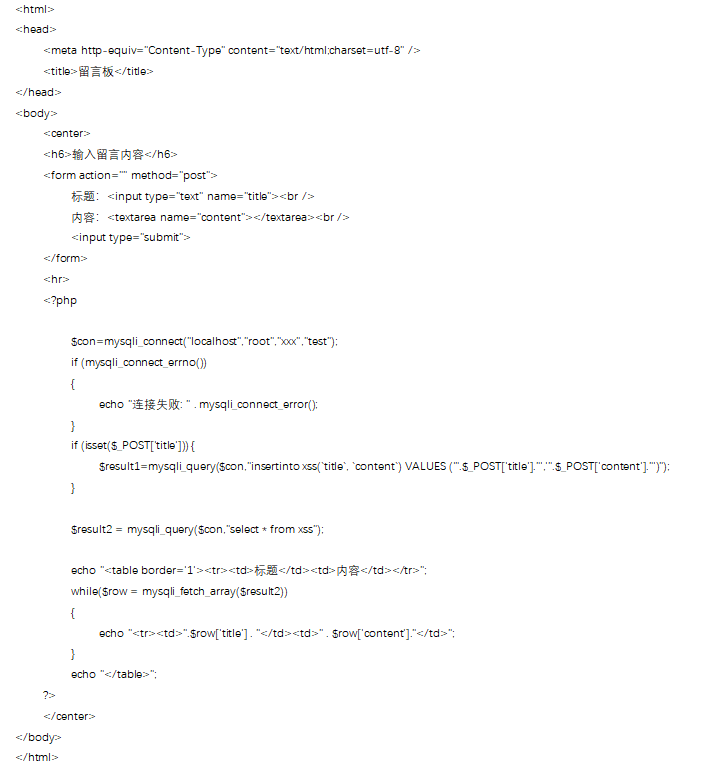 <html>
<head>
<meta http-equiv="Content-Type" content="text/html;charset=utf-8" />
<title>留言板</title>
</head>
<body>
<center>
<h6>输入留言内容</h6>
<form action="" method="post">
标题：<input type="text" name="title"><br />
内容：<textarea name="content"></textarea><br />
<input type="submit">
</form>
<hr>
<?php
$con=mysqli_connect("localhost","root","xxx","test");
if (mysqli_connect_errno())
{
echo "连接失败: " . mysqli_connect_error();
}
if (isset($_POST['title'])) {
$result1=mysqli_query($con,"insertinto xss(`title`, `content`) VALUES ('".$_POST['title']."','".$_POST['content']."')");
}
$result2 = mysqli_query($con,"select * from xss");
echo "<table border='1'><tr><td>标题</td><td>内容</td></tr>";
while($row = mysqli_fetch_array($result2))
{
echo "<tr><td>".$row['title'] . "</td><td>" . $row['content']."</td>";
}
echo "</table>";
?>
</center>
</body>
</html>